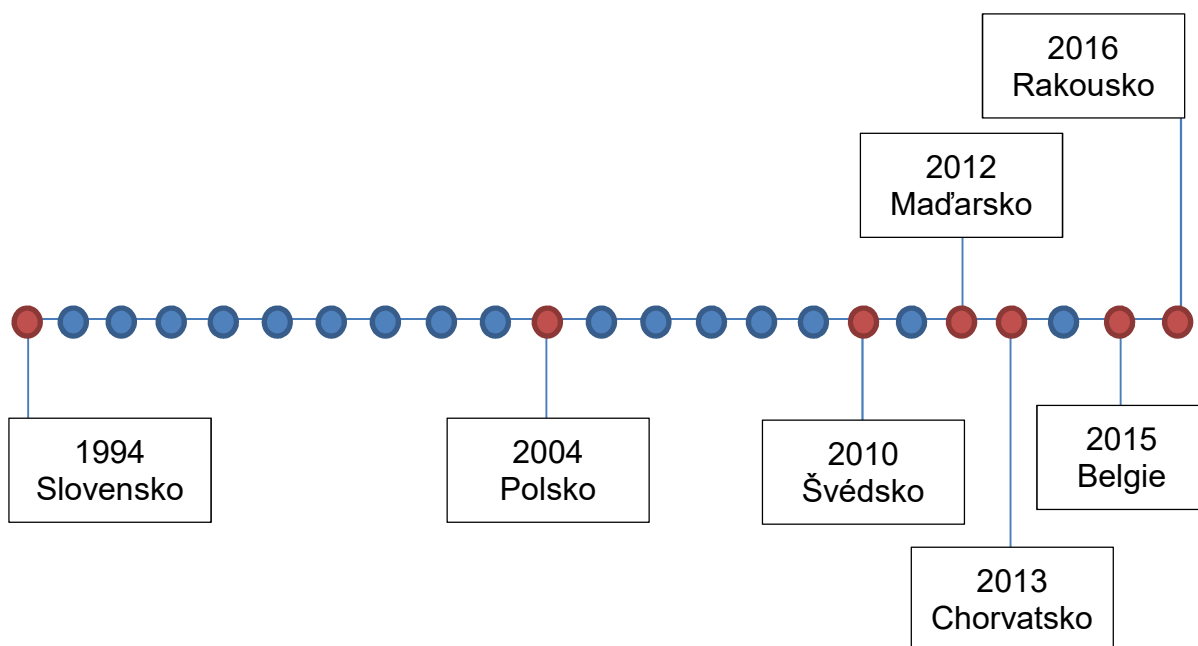 2016
Rakousko
2012
Maďarsko
1994
Slovensko
2004
Polsko
2010
Švédsko
2015
Belgie
2013
Chorvatsko